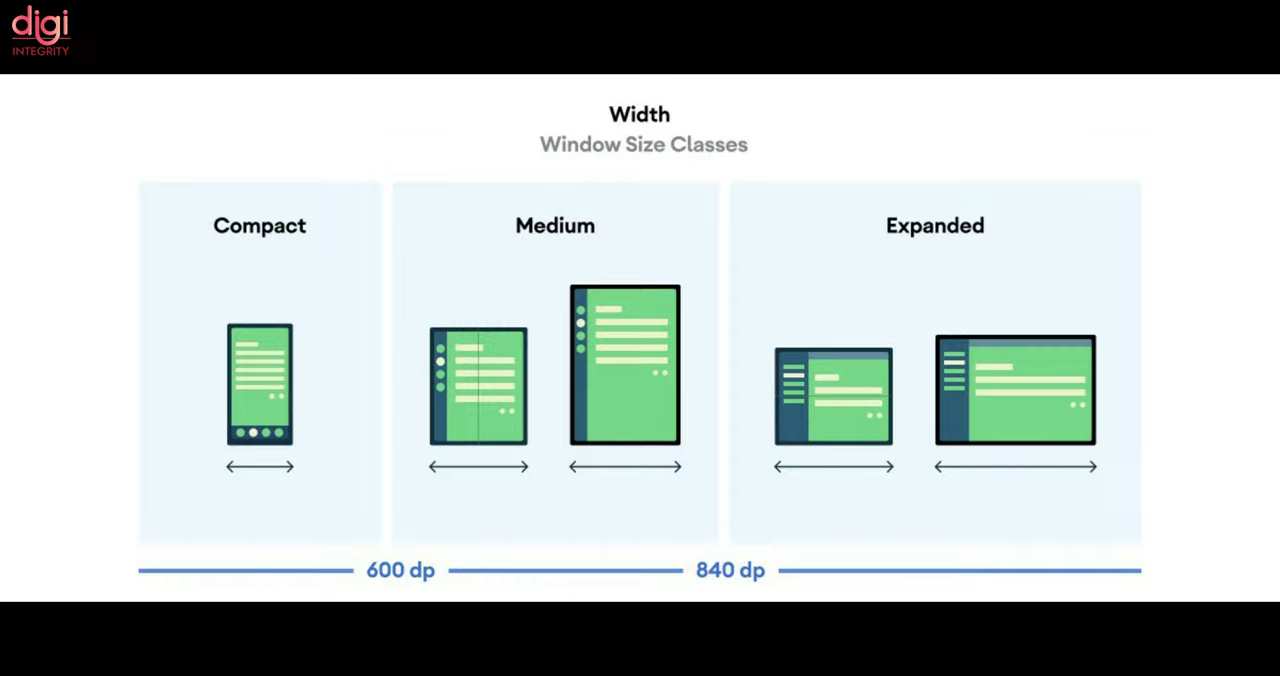 digi
INTEGRITY
Width
Window Size Classes
Compact
Medium
Expanded
600 dp
840 dp